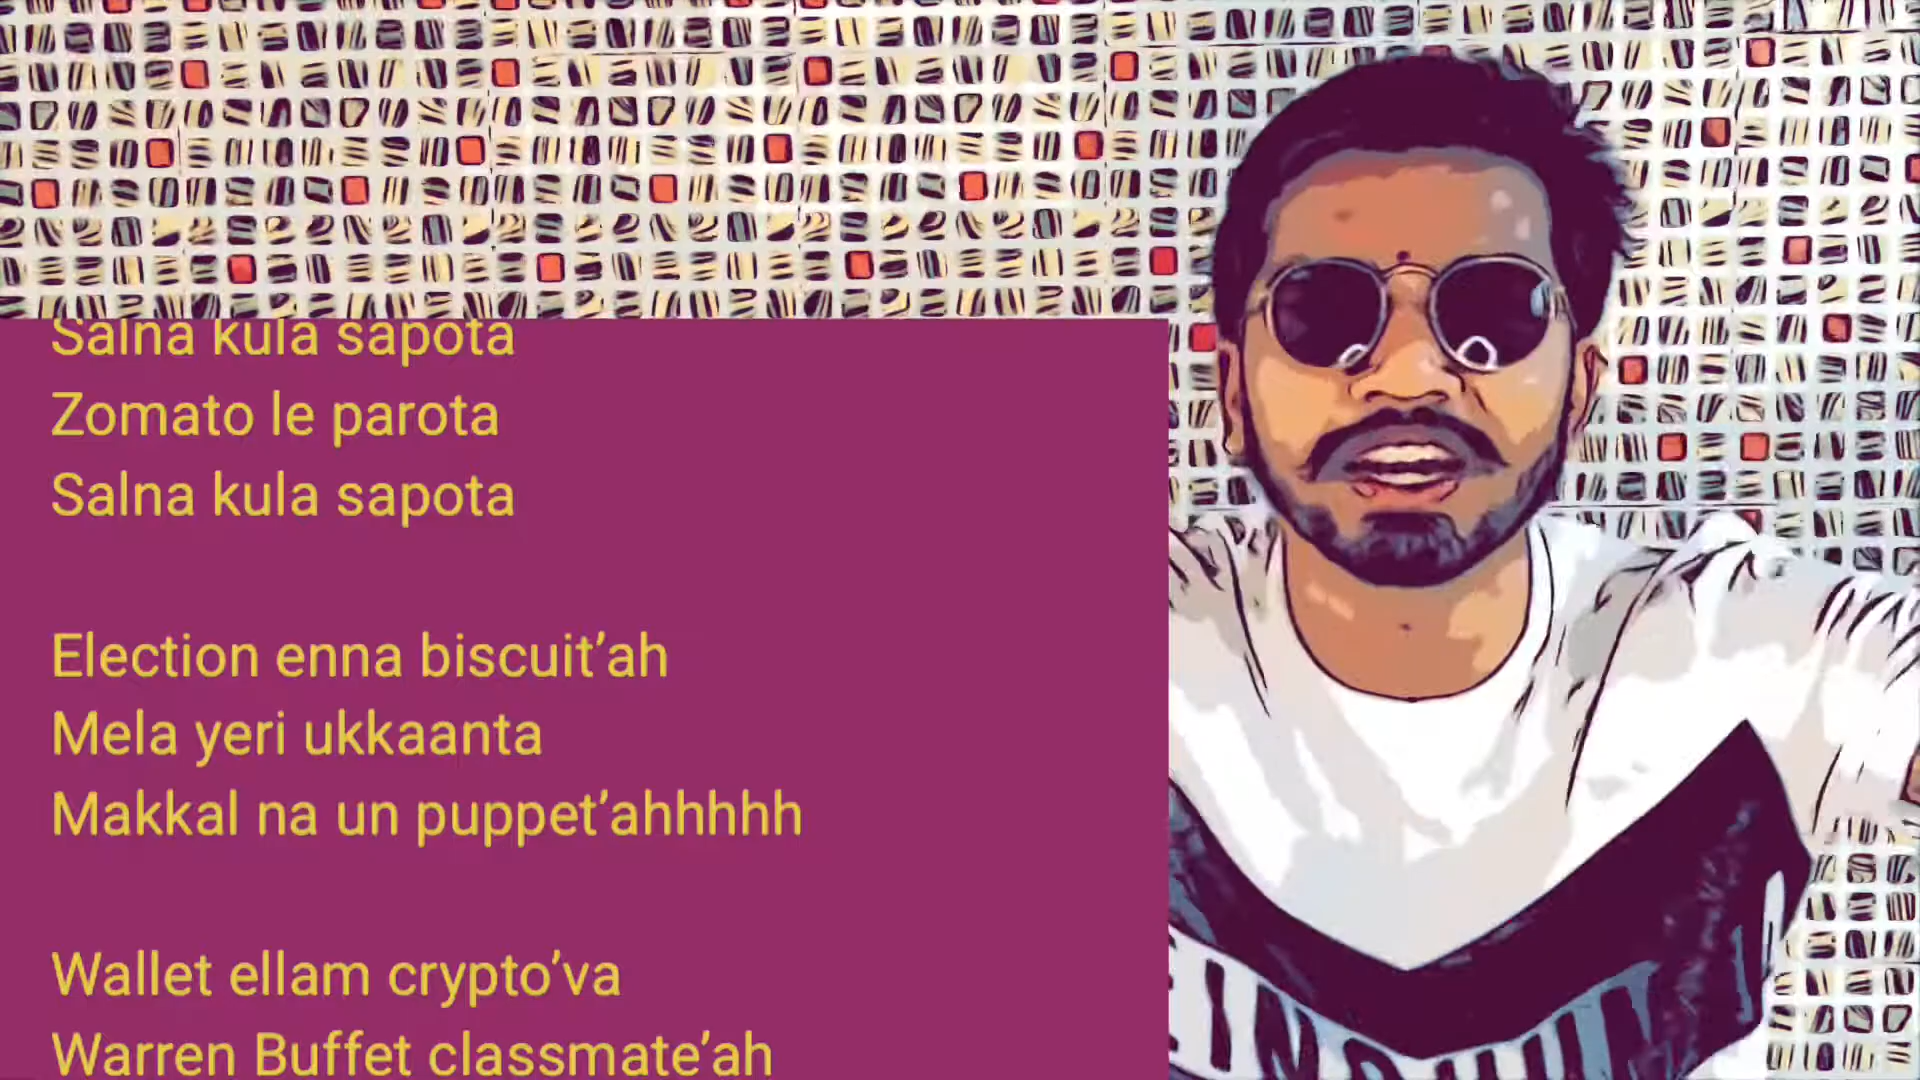 Salna kula sapota
Zomato le parota
Salna kula sapota
Election enna biscuit’ah
Mela yeri ukkaanta
Makkal na un puppet’ahhhhh
Wallet ellam crypto’va
Warren Buffet classmate’ah